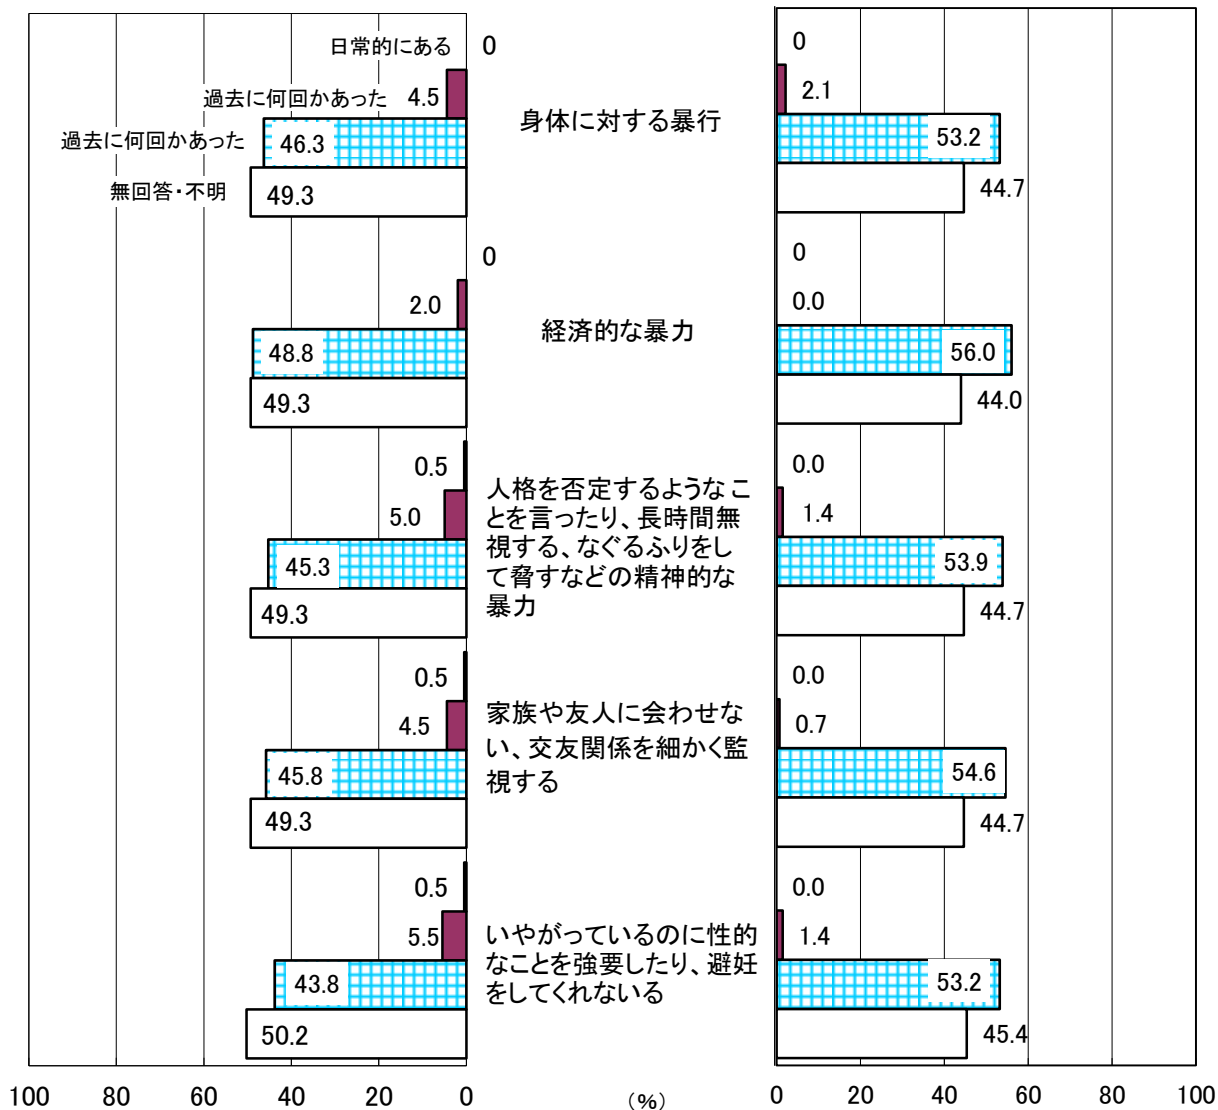 日常的にある 0
過去に何回かあった 4.5
過去に何回かあった 46.3
無回答・不明 49.3
身体に対する暴行
0
2.1
53.2
44.7
0
2.0
48.8
49.3
経済的な暴力
0
0.0
56.0
44.0
0.5
5.0
45.3
49.3
人格を否定するようなこ
とを言ったり、長時間無
視する、なぐるふりをし
て脅すなどの精神的な
暴力
0.0
1.4
53.9
44.7
0.5
4.5
45.8
49.3
家族や友人に会わせな
い、交友関係を細かく監
視する
0.0
0.7
54.6
44.7
0.5
5.5
43.8
50.2
いやがっているのに性的
なことを強要したり、避妊
をしてくれないる
0.0
1.4
53.2
45.4
100 80 60 40 20 0 (%) 0 20 40 60 80 100